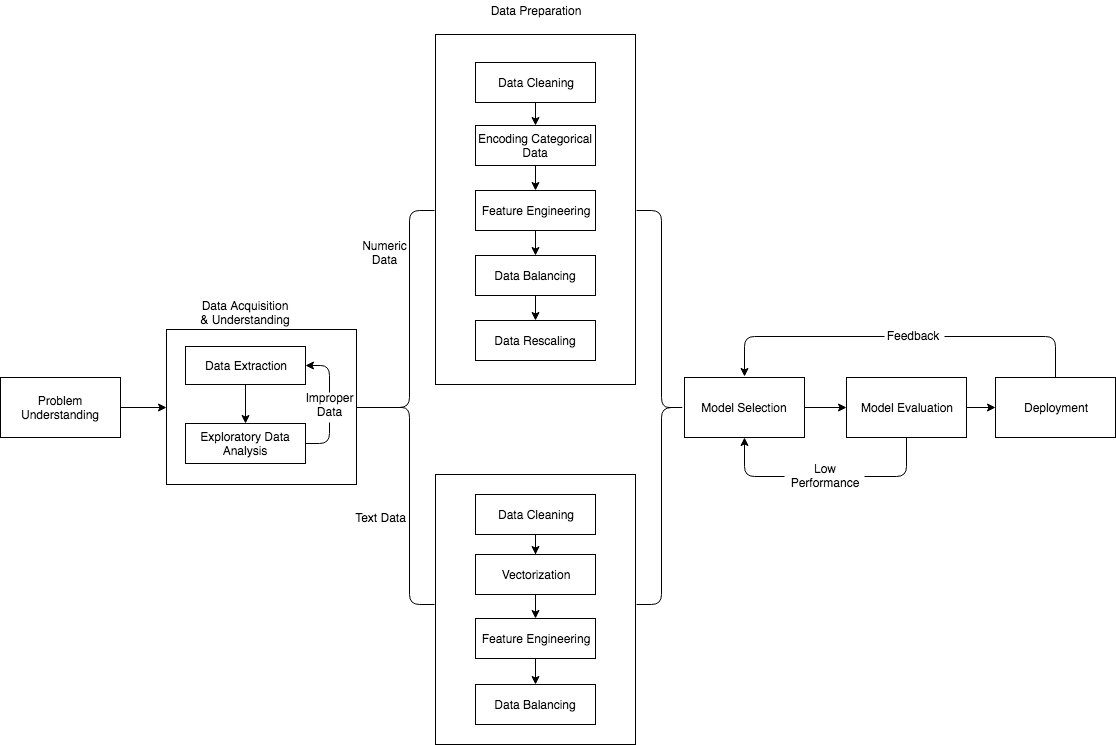 Data Preparation
Data Cleaning
Encoding Categorical
Data
Feature Engineering
Numeric
Data
Data Balancing
Data Acquisition
& Understanding
Data Rescaling
Data Extraction
Improper
Data
Exploratory Data
Analysis
Problem
Understanding
Feedback
Model Selection
Model Evaluation
Deployment
Low
Performance
Text Data
Data Cleaning
Vectorization
Feature Engineering
Data Balancing